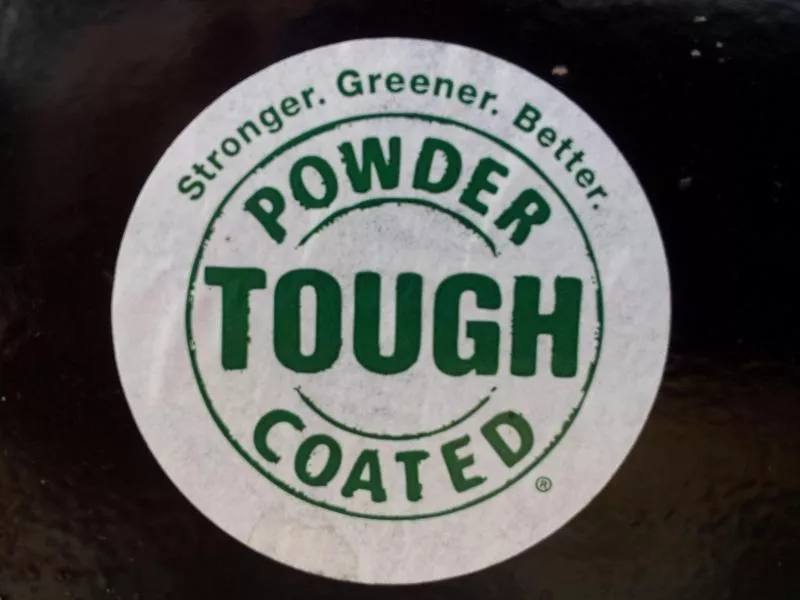 Stronger. Greener. Better.
POWDER
TOUGH
COATED
®